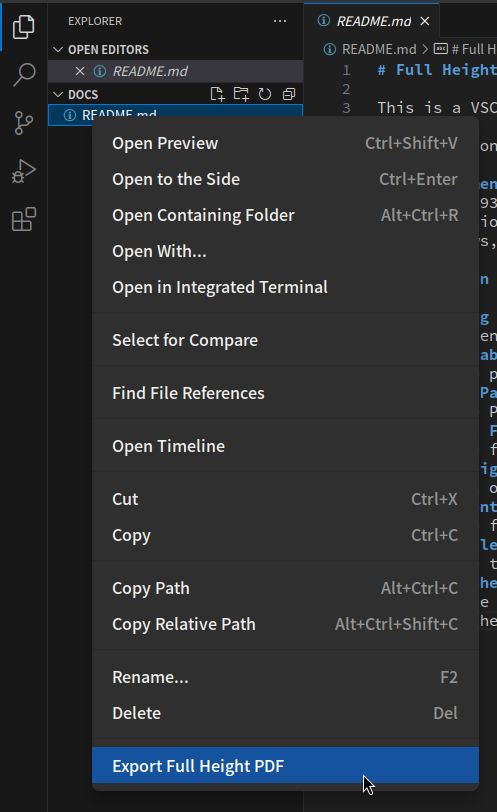 EXPLORER
···
OPEN EDITORS
README.md
DOCS
README.md
README.md
README.md > # Full H
1 # Full Height
2
3 This is a VSC
Open Preview Ctrl+Shift+V
Open to the Side Ctrl+Enter
Open Containing Folder Alt+Ctrl+R
Open With...
Open in Integrated Terminal
Select for Compare
Find File References
Open Timeline
Cut Ctrl+X
Copy Ctrl+C
Copy Path Alt+Ctrl+C
Copy Relative Path Alt+Ctrl+Shift+C
Rename... F2
Delete Del
Export Full Height PDF